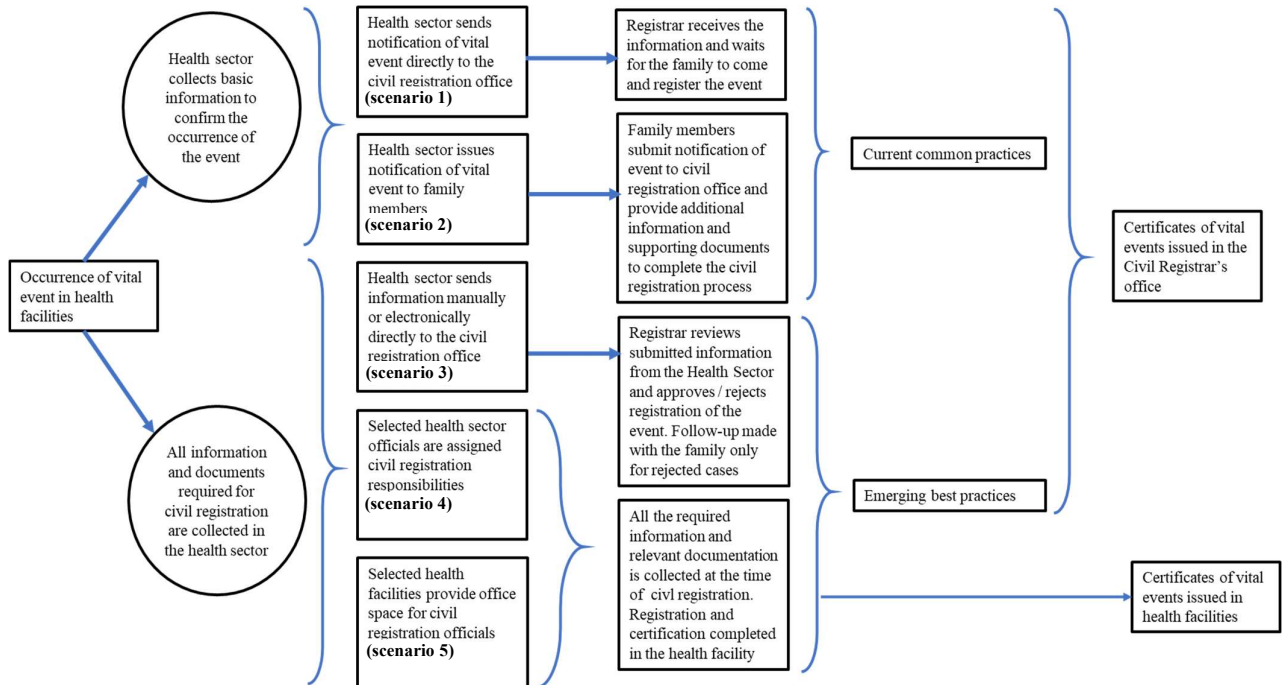 Health sector
collects basic
information to
confirm the
occurrence of
the event
Occurrence of vital
event in health
facilities
All information
and documents
required for
civil registration
are collected in
the health sector
Health sector sends
notification of vital
event directly to the
civil registration office
(scenario 1)
Health sector issues
notification of vital
event to family
members
(scenario 2)
Health sector sends
information manually
or electronically
directly to the civil
registration office
(scenario 3)
Selected health sector
officials are assigned
civil registration
responsibilities
(scenario 4)
Selected health
facilities provide office
space for civil
registration officials
(scenario 5)
Registrar receives the
information and waits
for the family to come
and register the event
Family members
submit notification of
event to civil
registration office and
provide additional
information and
supporting documents
to complete the civil
registration process
Registrar reviews
submitted information
from the Health Sector
and approves / rejects
registration of the
event. Follow-up made
with the family only
for rejected cases
All the required
information and
relevant documentation
is collected at the time
of civl registration.
Registration and
certification completed
in the health facility
Current common practices
Emerging best practices
Certificates of vital
events issued in the
Civil Registrar's
office
Certificates of vital
events issued in
health facilities